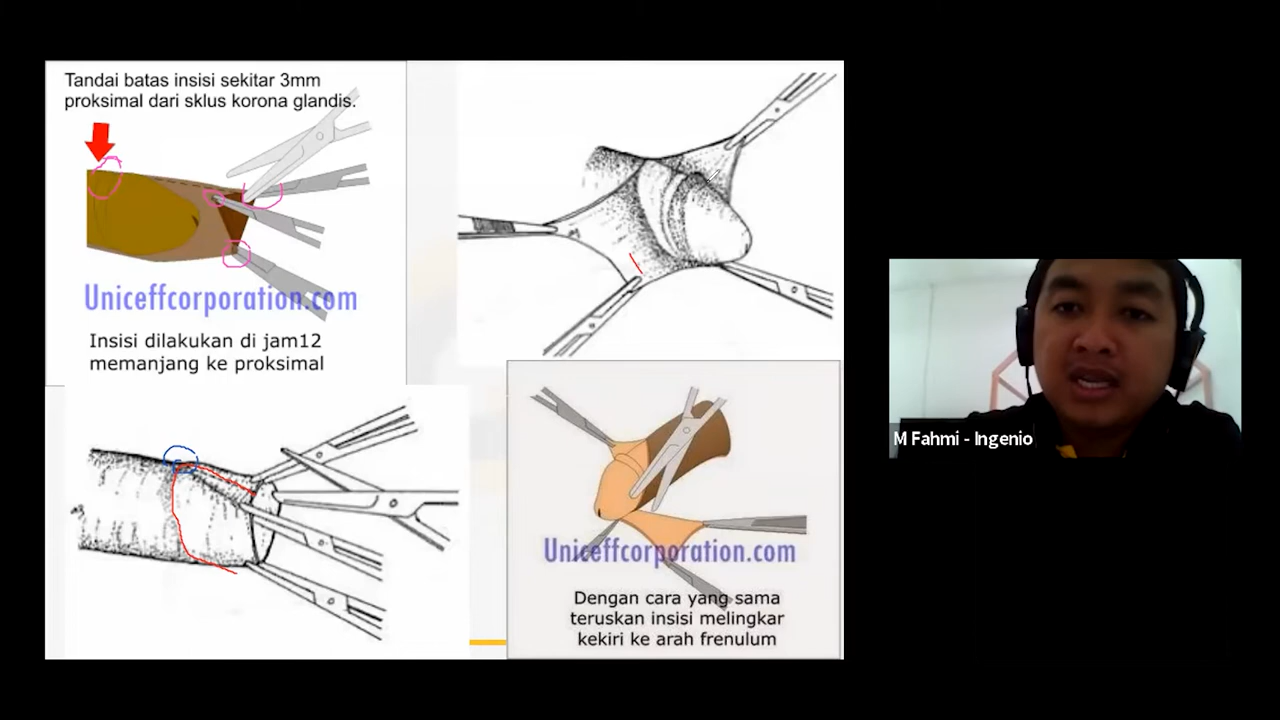 Tandai batas insisi sekitar 3mm
proksimal dari sklus korona glandis.
Uniceffcorporation.com
Insisi dilakukan di jam12
memanjang ke proksimal
Uniceffcorporation.com
Dengan cara yang sama
teruskan insisi melingkar
kekiri ke arah frenulum
M Fahmi - Ingenio